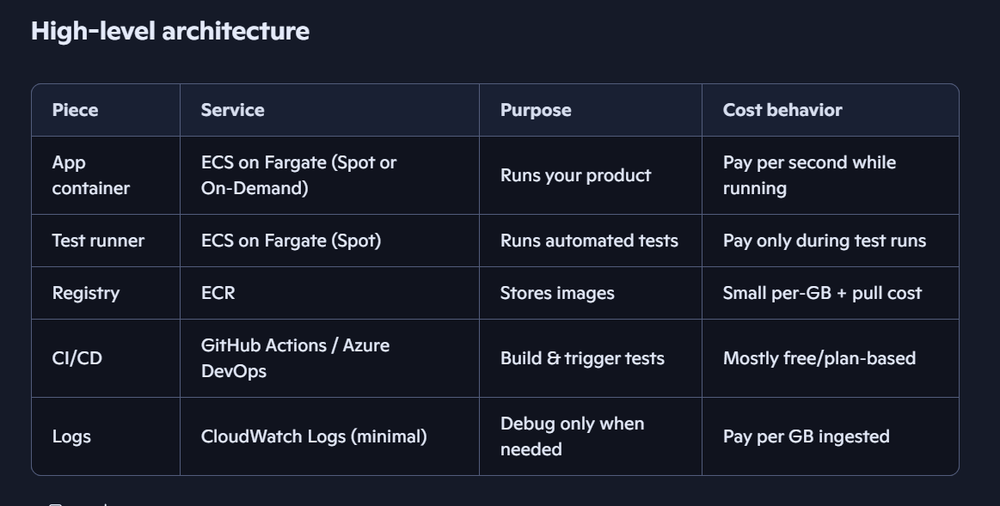 High-level architecture
Piece
Service
Purpose
Cost behavior
App
container
ECS on Fargate (Spot or
On-Demand)
Runs your product
Pay per second while
running
Test runner
ECS on Fargate (Spot)
Runs automated tests
Pay only during test runs
Registry
ECR
Stores images
Small per-GB + pull cost
CI/CD
GitHub Actions / Azure
DevOps
Build & trigger tests
Mostly free/plan-based
Logs
CloudWatch Logs (minimal)
Debug only when
needed
Pay per GB ingested